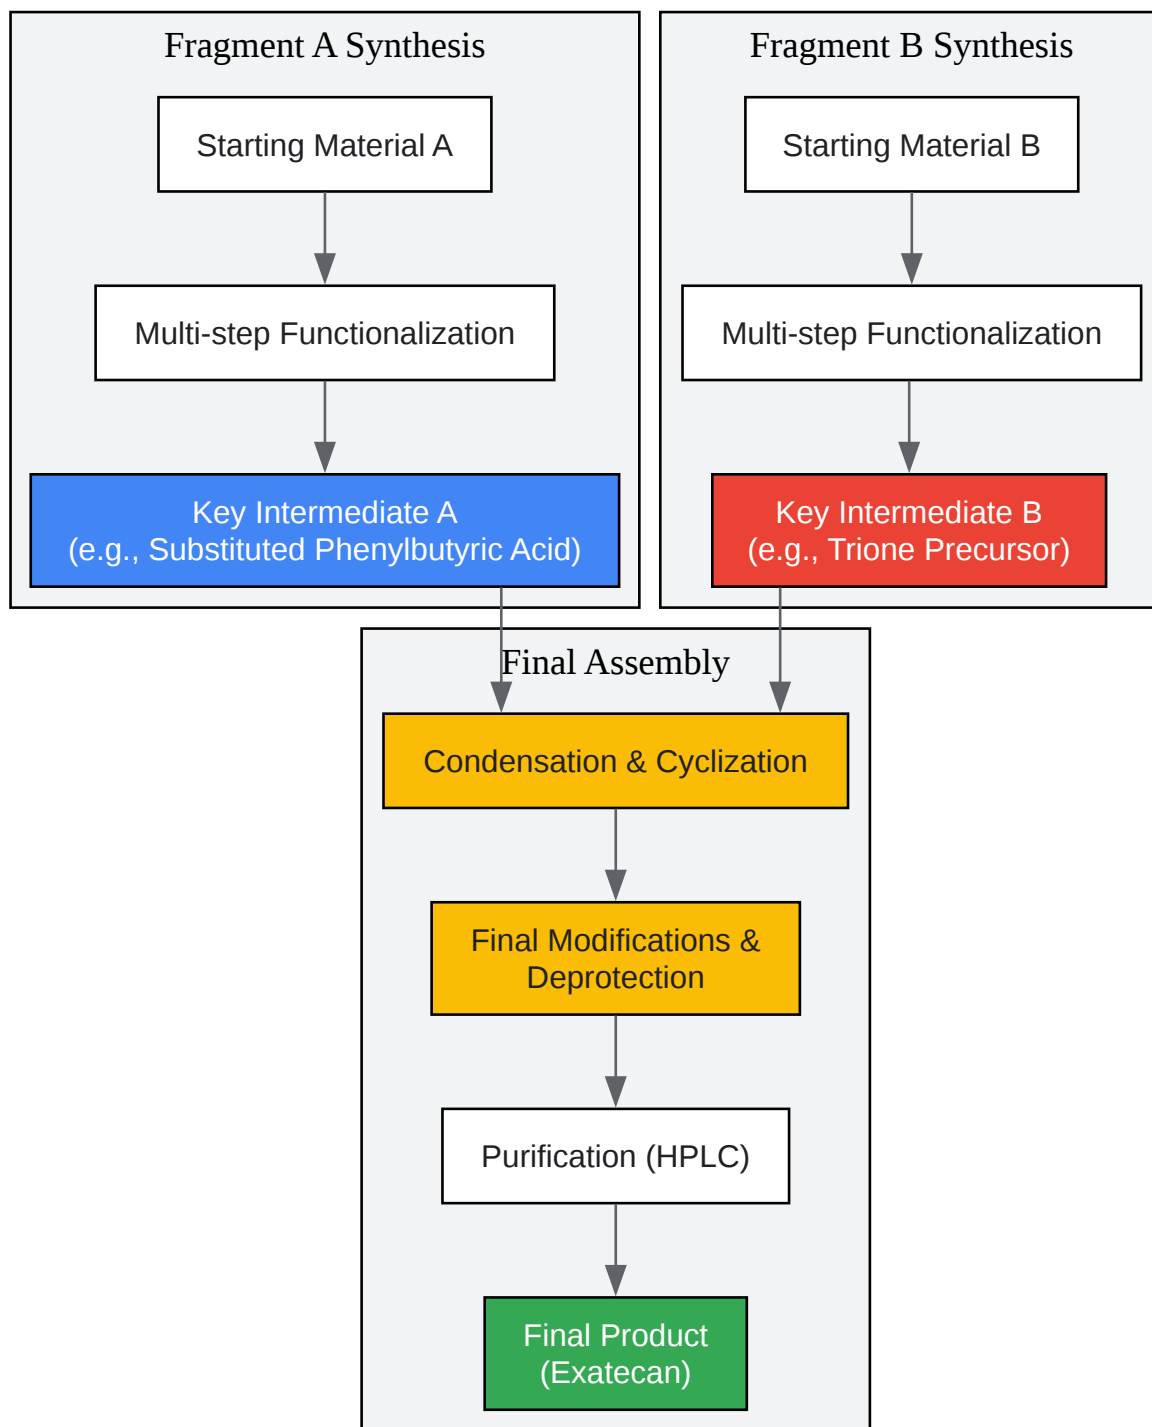 Fragment A Synthesis
Starting Material A
Multi-step Functionalization
Key Intermediate A
(e.g., Substituted Phenylbutyric Acid)
Fragment B Synthesis
Starting Material B
Multi-step Functionalization
Key Intermediate B
(e.g., Trione Precursor)
Final Assembly
Condensation & Cyclization
Final Modifications &
Deprotection
Purification (HPLC)
Final Product
(Exatecan)